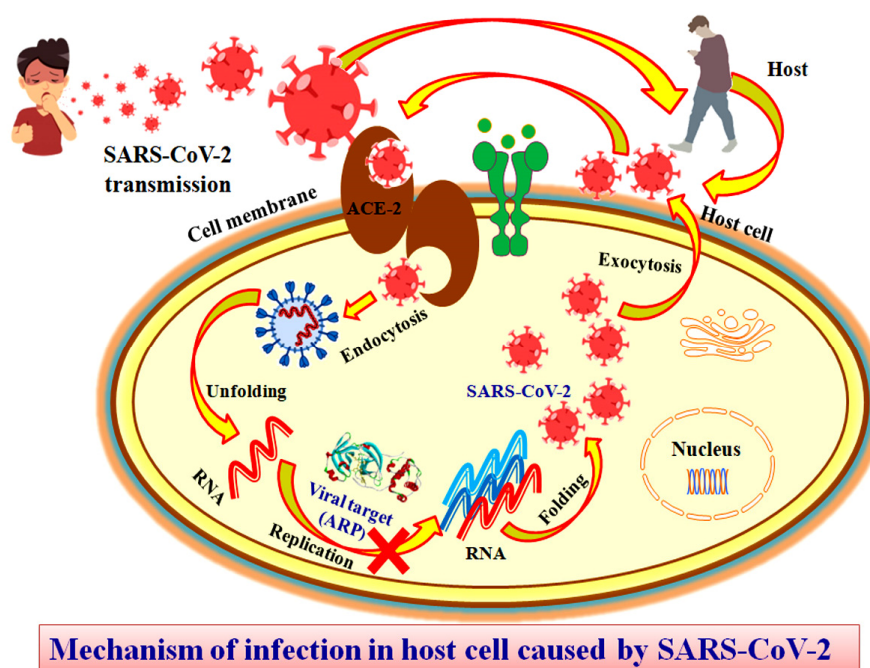 Host
SARS-CoV-2
transmission
Cell membrane
ACE-2
Host cell
Exocytosis
Endocytosis
Unfolding
SARS-CoV-2
RNA
Viral target
(ARP)
Replication
RNA
Folding
Nucleus
Mechanism of infection in host cell caused by SARS-CoV-2